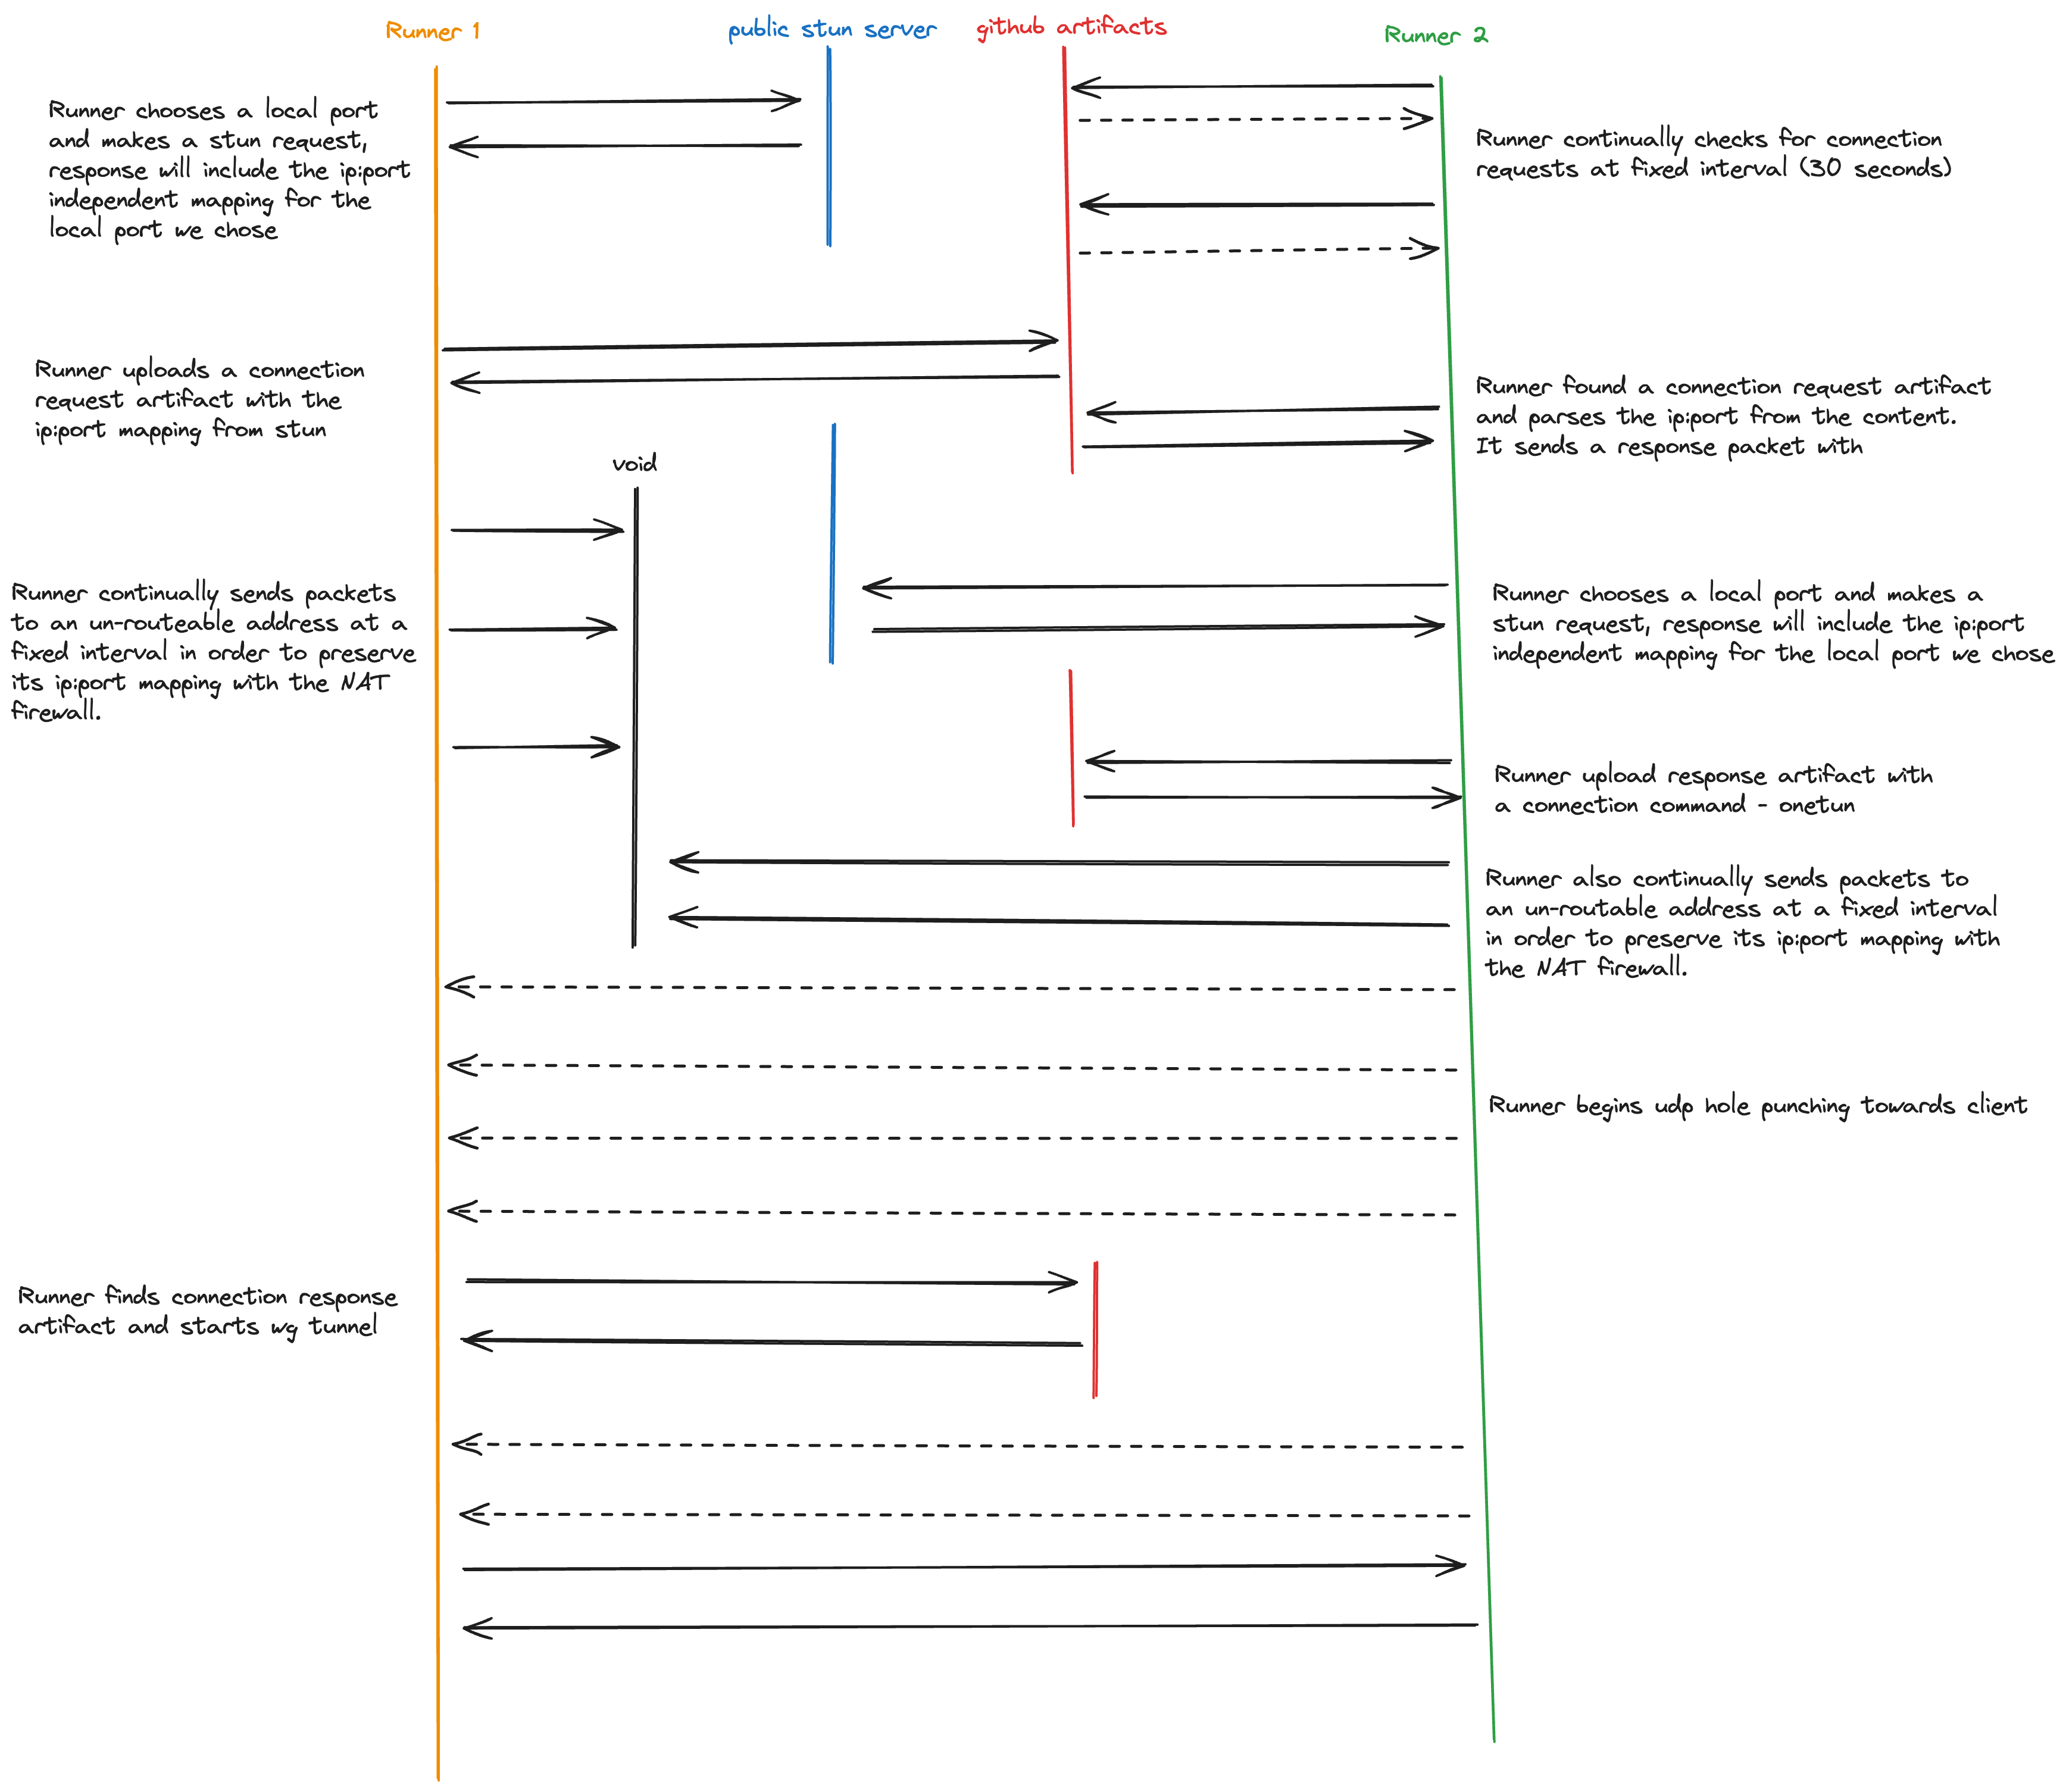 Runner 1
public stun server
github artifacts
Runner 2
Runner chooses a local port
and makes a stun request,
response will include the ip:port
independent mapping for the
local port we chose
Runner continually checks for connection
requests at fixed interval (30 seconds)
Runner uploads a connection
request artifact with the
ip:port mapping from stun
Runner found a connection request artifact
and parses the ip:port from the content.
It sends a response packet with
void
Runner continually sends packets
to an un-routeable address at a
fixed interval in order to preserve
its ip:port mapping with the NAT
firewall.
Runner chooses a local port and makes a
stun request, response will include the ip:port
independent mapping for the local port we chose
Runner upload response artifact with
a connection command - onetun
Runner also continually sends packets to
an un-routable address at a fixed interval
in order to preserve its ip:port mapping with
the NAT firewall.
Runner begins udp hole punching towards client
Runner finds connection response
artifact and starts wg tunnel